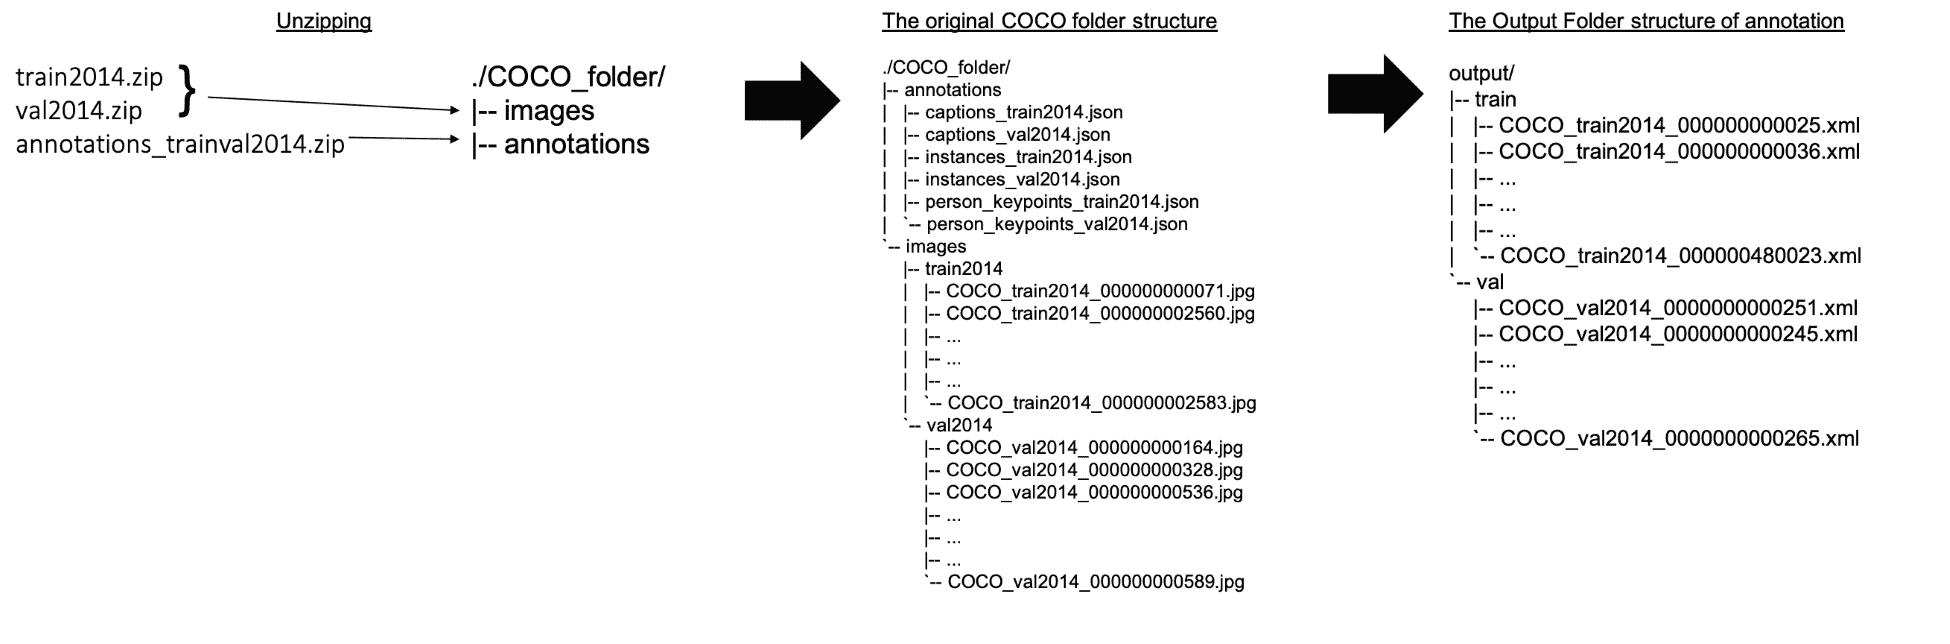 Unzipping
train2014.zip
val2014.zip
}
annotations_trainval2014.zip
./COCO_folder/
|-- images
|-- annotations
The original COCO folder structure
./COCO_folder/
|-- annotations
|   |-- captions_train2014.json
|   |-- captions_val2014.json
|   |-- instances_train2014.json
|   |-- instances_val2014.json
|   |-- person_keypoints_train2014.json
|   `-- person_keypoints_val2014.json
`-- images
    |-- train2014
    |   |-- COCO_train2014_000000000071.jpg
    |   |-- COCO_train2014_000000002560.jpg
    |   |-- ...
    |   |-- ...
    |   |-- ...
    |   `-- COCO_train2014_000000002583.jpg
    `-- val2014
        |-- COCO_val2014_000000000164.jpg
        |-- COCO_val2014_000000000328.jpg
        |-- COCO_val2014_000000000536.jpg
        |-- ...
        |-- ...
        |-- ...
        `-- COCO_val2014_000000000589.jpg
The Output Folder structure of annotation
output/
|-- train
|   |-- COCO_train2014_000000000025.xml
|   |-- COCO_train2014_000000000036.xml
|   |-- ...
|   |-- ...
|   |-- ...
|   `-- COCO_train2014_000000480023.xml
`-- val
    |-- COCO_val2014_0000000000251.xml
    |-- COCO_val2014_0000000000245.xml
    |-- ...
    |-- ...
    |-- ...
    `-- COCO_val2014_0000000000265.xml